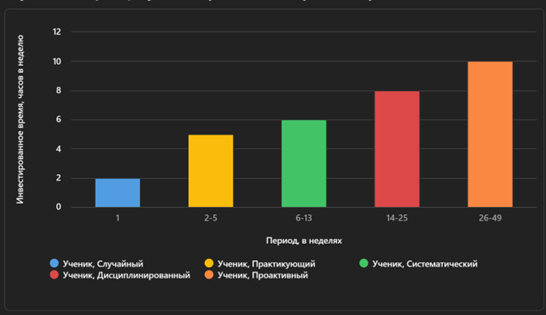 Инвестированное время, часов в неделю
12
10
8
6
4
2
0
1
2-5
6-13
14-25
26-49
Период, в неделях
Ученик, Случайный
Ученик, Практикующий
Ученик, Систематический
Ученик, Дисциплинированный
Ученик, Проактивный